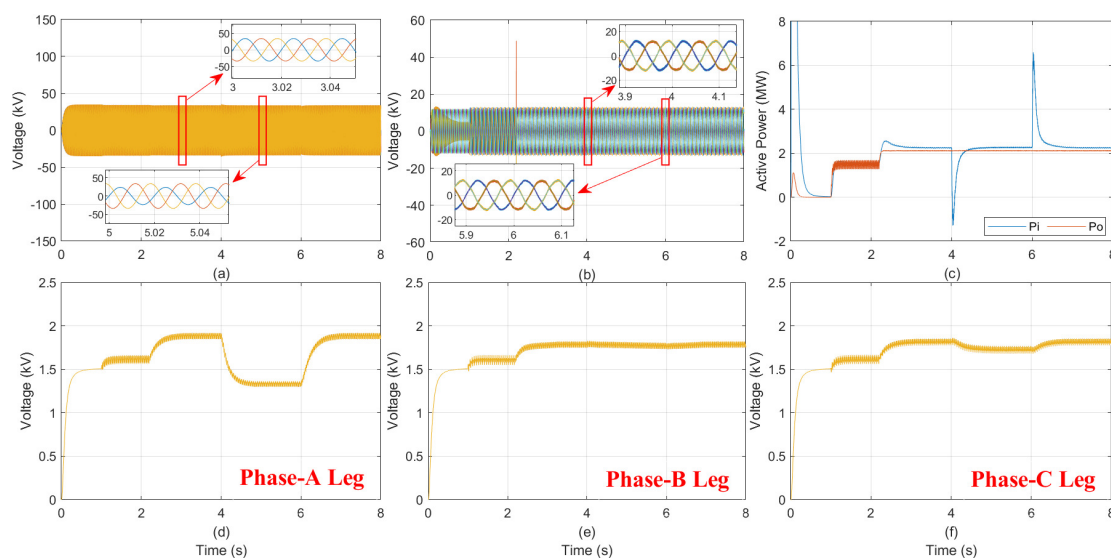 150
100
50
0
-50
-100
-150
Voltage (kV)
0 2 4 6 8
(a)
50
0
-50
3 3.02 3.04
50
0
-50
5 5.02 5.04
60
40
20
0
-20
-40
-60
Voltage (kV)
0 2 4 6 8
(b)
20
0
-20
3.9 4 4.1
20
0
-20
5.9 6 6.1
8
6
4
2
0
-2
Active Power (MW)
Pi Po
0 2 4 6 8
(c)
2.5
2
1.5
1
0.5
0
Voltage (kV)
Phase-A Leg
0 2 4 6 8
(d)
Time (s)
2.5
2
1.5
1
0.5
0
Voltage (kV)
Phase-B Leg
0 2 4 6 8
(e)
Time (s)
2.5
2
1.5
1
0.5
0
Voltage (kV)
Phase-C Leg
0 2 4 6 8
(f)
Time (s)